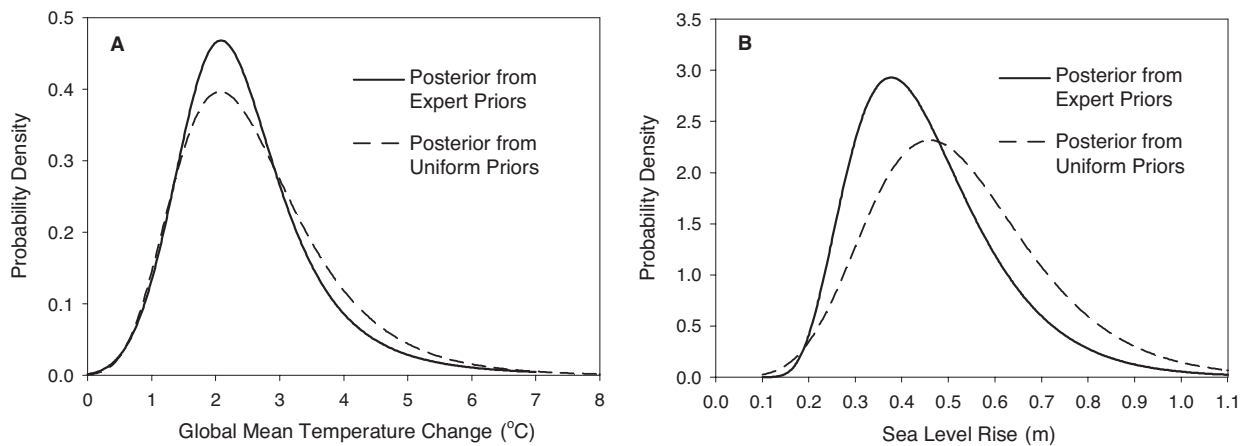 A
0.5
0.4
0.3
0.2
0.1
0.0
Probability Density
Posterior from
Expert Priors
Posterior from
Uniform Priors
0 1 2 3 4 5 6 7 8
Global Mean Temperature Change (°C)
B
3.5
3.0
2.5
2.0
1.5
1.0
0.5
0.0
Probability Density
Posterior from
Expert Priors
Posterior from
Uniform Priors
0.0 0.1 0.2 0.3 0.4 0.5 0.6 0.7 0.8 0.9 1.0 1.1
Sea Level Rise (m)